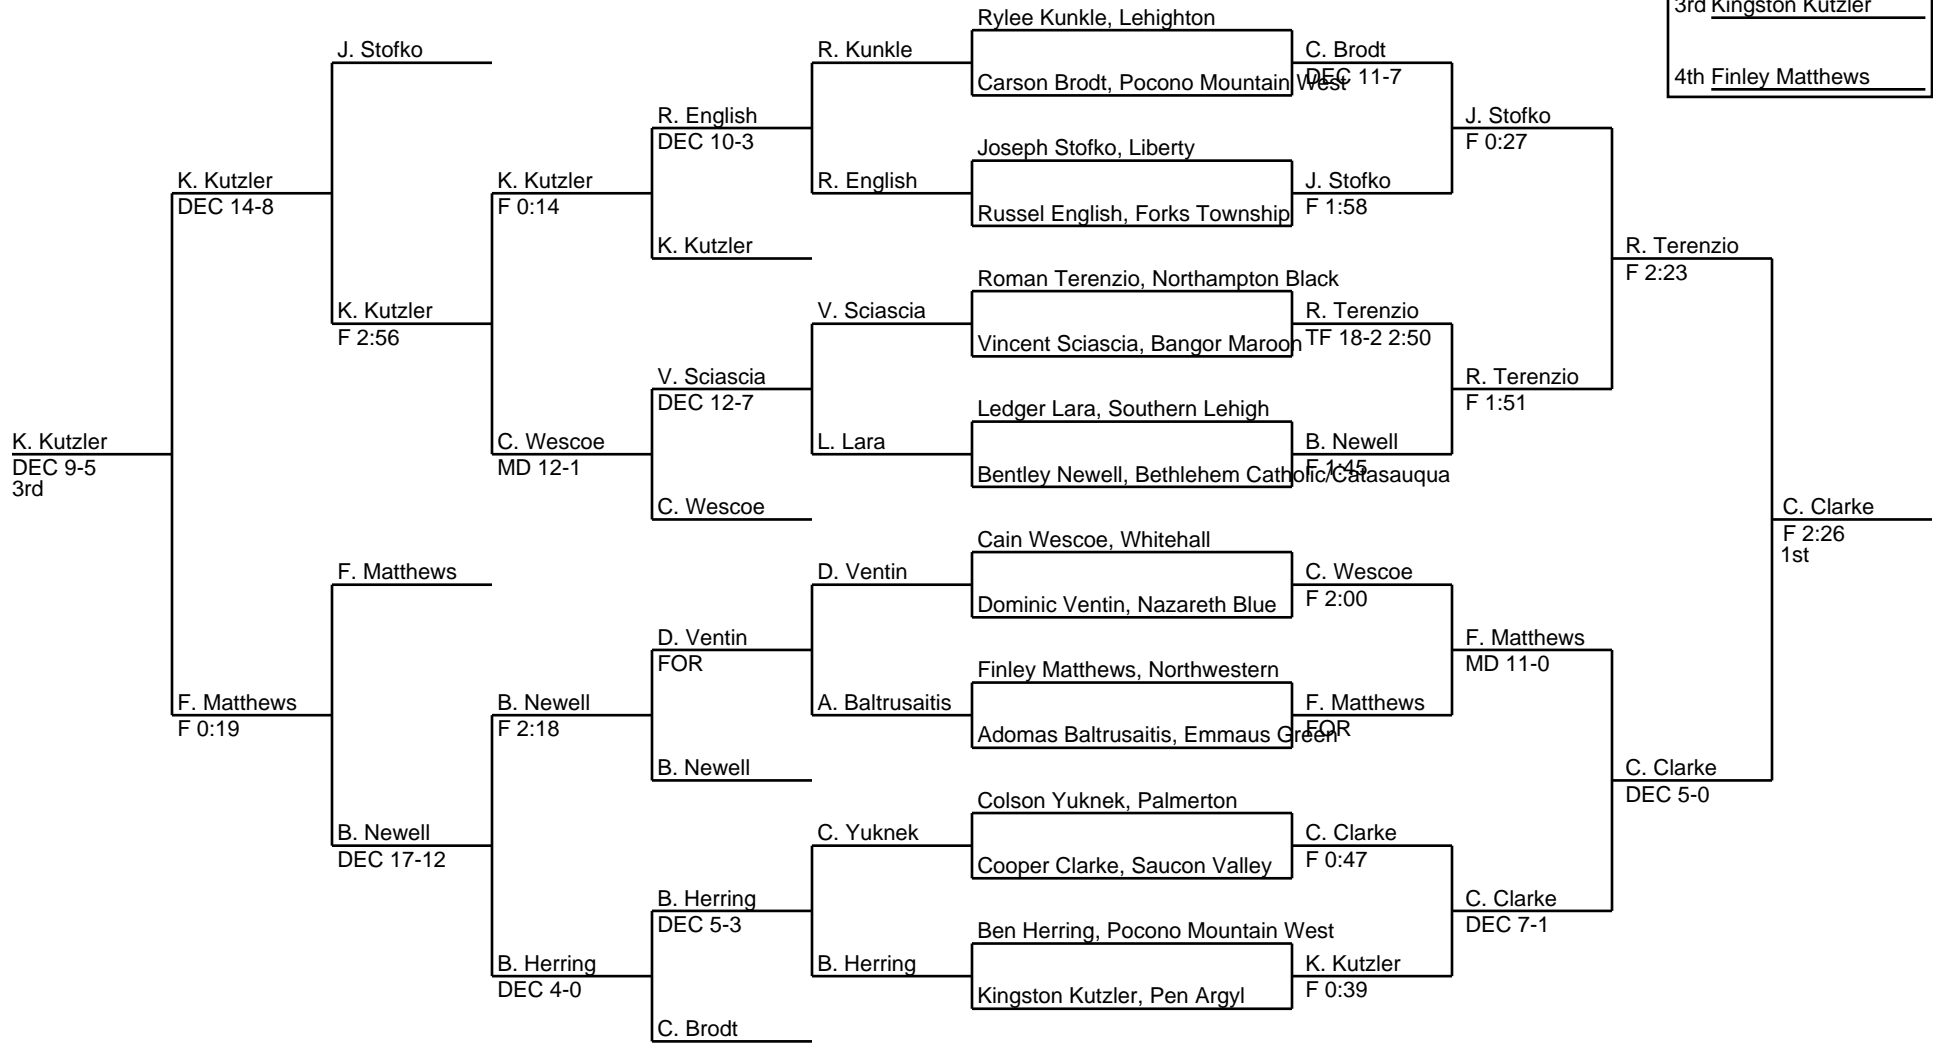 3rd Kingston Kutzler
4th Finley Matthews
K. Kutzler
DEC 9-5
3rd
K. Kutzler
DEC 14-8
F. Matthews
F 0:19
J. Stofko
K. Kutzler
F 2:56
F. Matthews
B. Newell
DEC 17-12
K. Kutzler
F 0:14
C. Wescoe
MD 12-1
B. Newell
F 2:18
B. Herring
DEC 4-0
R. English
DEC 10-3
K. Kutzler
V. Sciascia
DEC 12-7
C. Wescoe
D. Ventin
FOR
B. Newell
B. Herring
DEC 5-3
C. Brodt
R. Kunkle
R. English
V. Sciascia
L. Lara
D. Ventin
A. Baltrusaitis
C. Yuknek
B. Herring
Rylee Kunkle, Lehighton
Carson Brodt, Pocono Mountain West
Joseph Stofko, Liberty
Russel English, Forks Township
Roman Terenzio, Northampton Black
Vincent Sciascia, Bangor Maroon
Ledger Lara, Southern Lehigh
Bentley Newell, Bethlehem Catholic/Catasauqua
Cain Wescoe, Whitehall
Dominic Ventin, Nazareth Blue
Finley Matthews, Northwestern
Adomas Baltrusaitis, Emmaus Green
Colson Yuknek, Palmerton
Cooper Clarke, Saucon Valley
Ben Herring, Pocono Mountain West
Kingston Kutzler, Pen Argyl
C. Brodt
DEC 11-7
J. Stofko
F 1:58
R. Terenzio
TF 18-2 2:50
B. Newell
F 1:45
C. Wescoe
F 2:00
F. Matthews
FOR
C. Clarke
F 0:47
K. Kutzler
F 0:39
J. Stofko
F 0:27
R. Terenzio
F 1:51
F. Matthews
MD 11-0
C. Clarke
DEC 7-1
R. Terenzio
F 2:23
C. Clarke
DEC 5-0
C. Clarke
F 2:26
1st